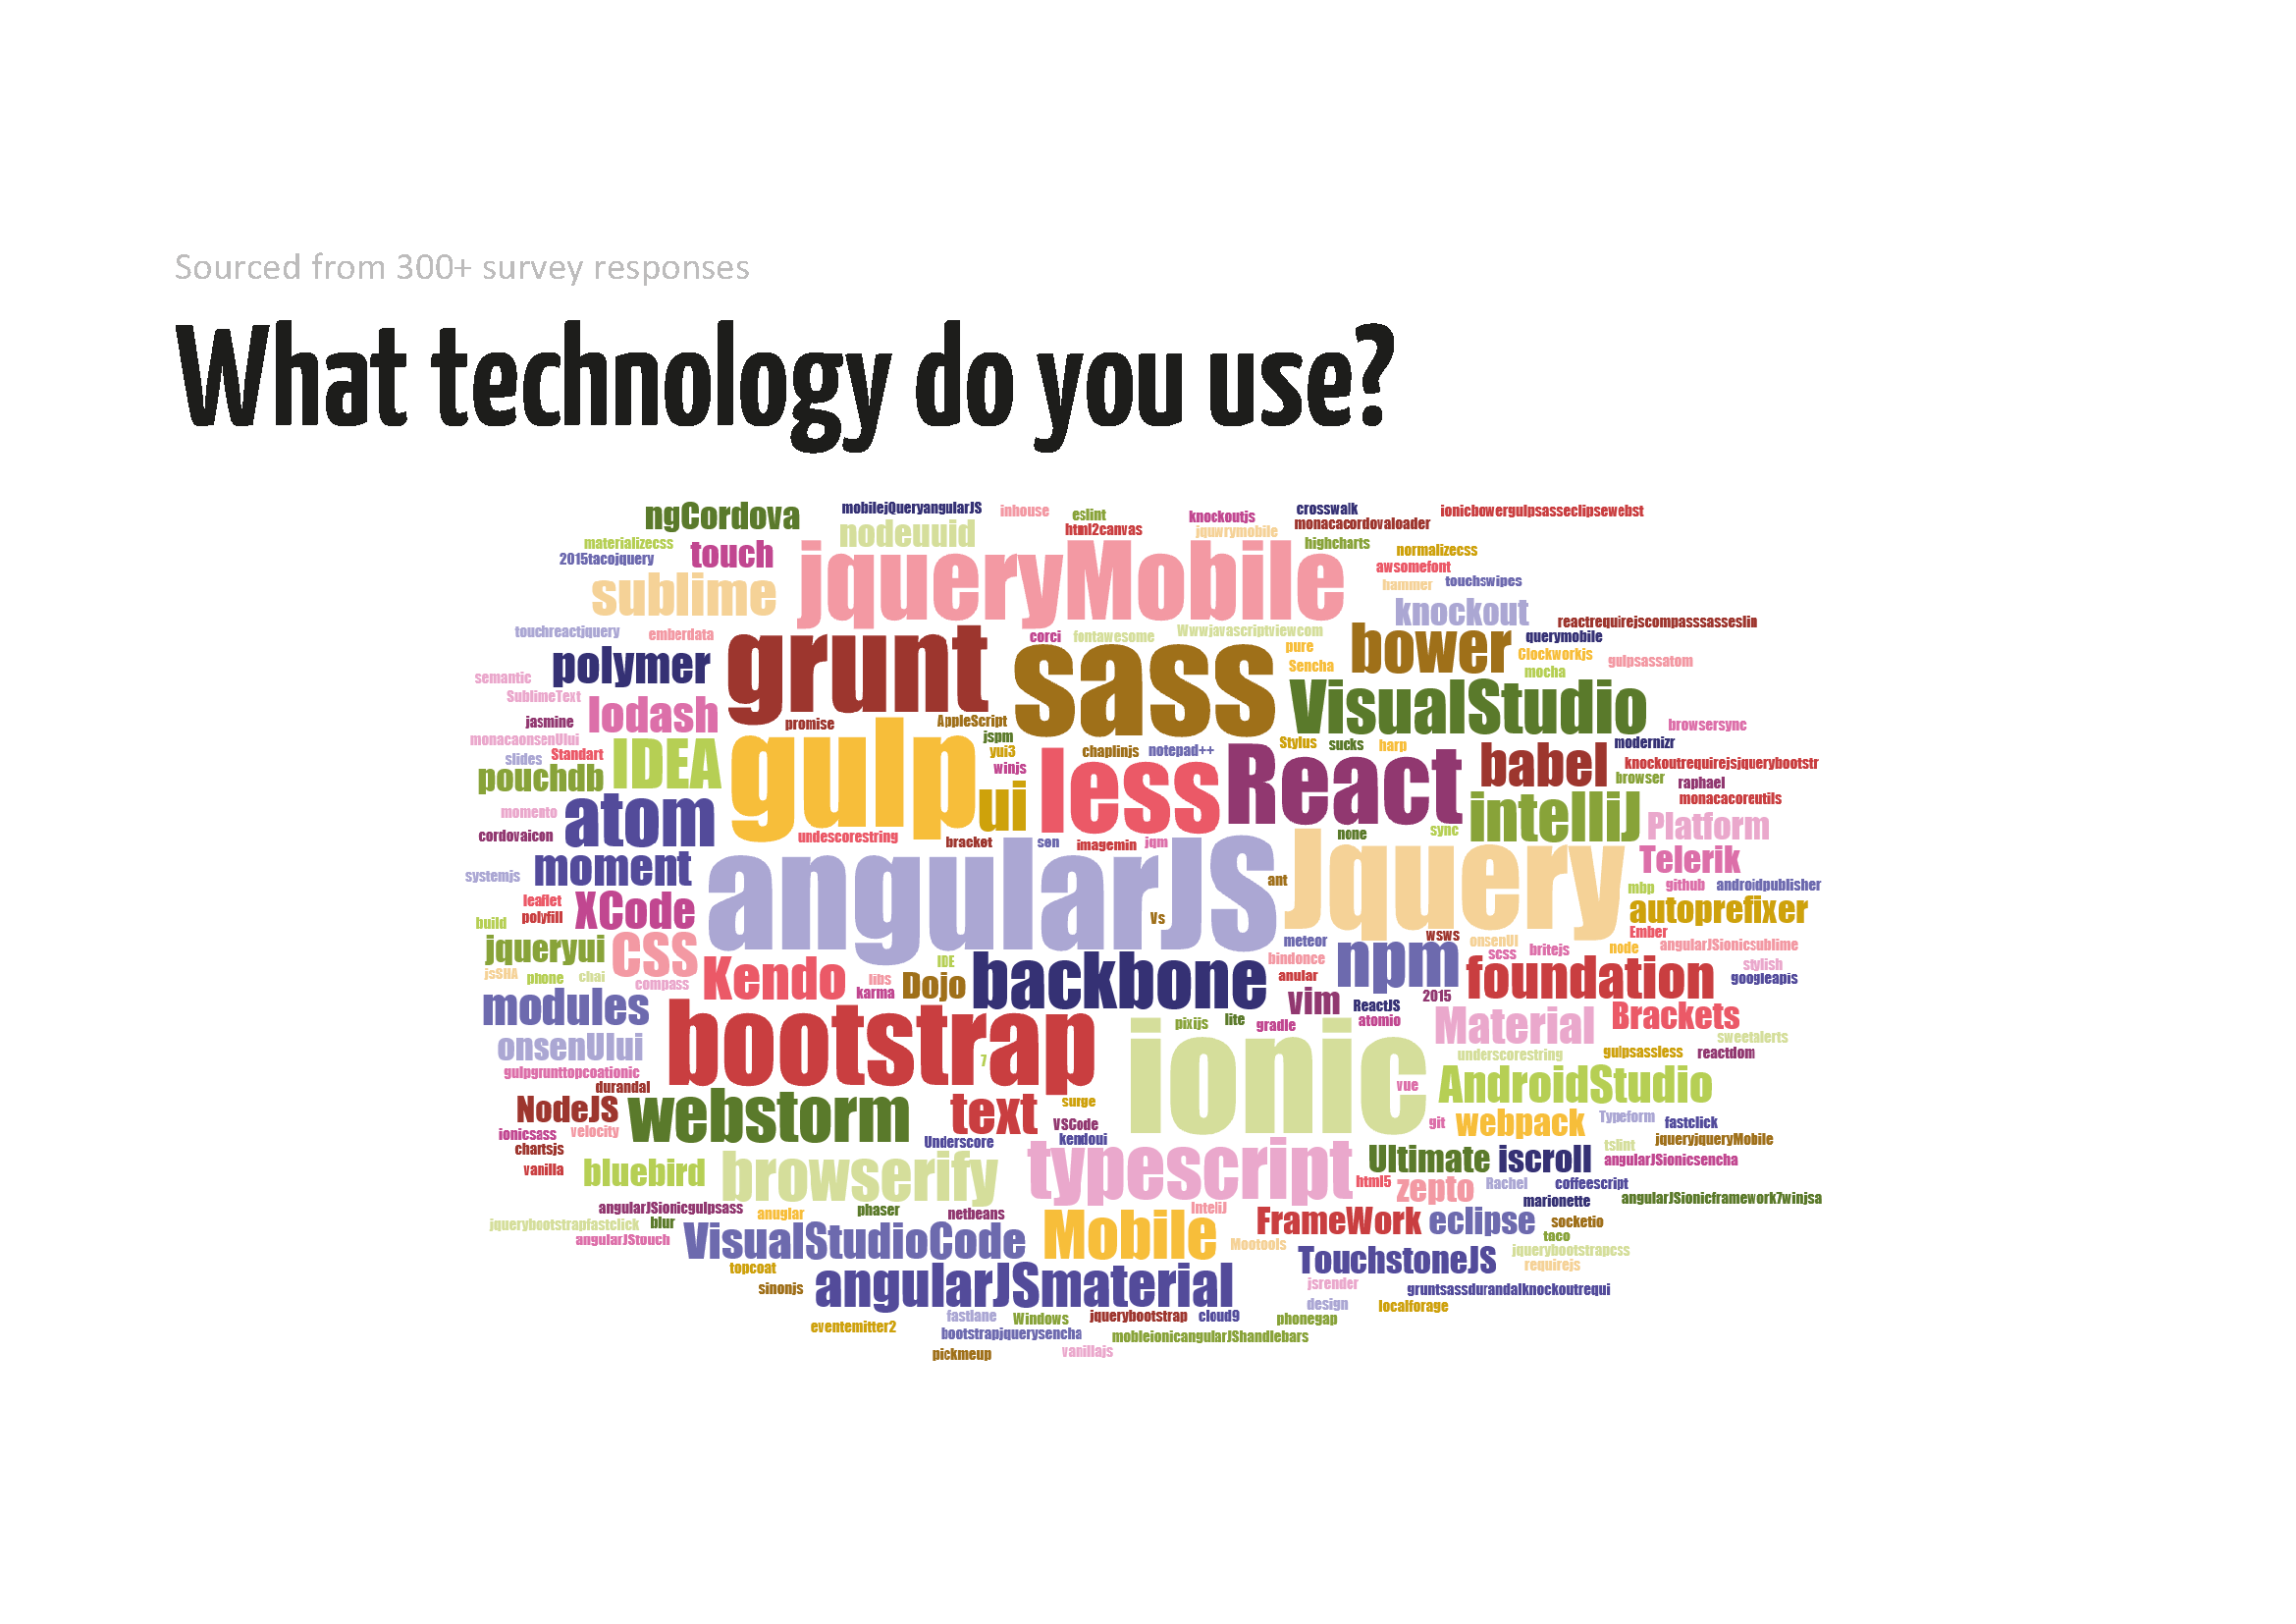 Sourced from 300+ survey responses
What technology do you use?
ngCordova
mobilejQueryangularJS
inhouse
eslint
knockoutjs
crosswalk
ionicbowergulpsasseclipsewebst
nodeuuid
html2canvas
jquwrymobile
monacacordovaloader
materializecss
touch
highcharts
normalizecss
2015tacojquery
jqueryMobile
awsomefont
sublime
hammer
touchswipes
knockout
touchreactjquery
emberdata
grunt
corci
fontawesome
Wwwjavascriptviewcom
bower
reactrequirejscompasssasseslin
querymobile
polymer
sass
pure
Clockworkjs
gulpsassatom
semantic
Sencha
mocha
SublimeText
lodash
VisualStudio
jasmine
promise
AppleScript
browsersync
monacaonsenUIui
gulp
jspm
chaplinjs
notepad++
Stylus
sucks
harp
modernizr
slides
Standart
IDEA
yui3
less
React
babel
knockoutrequirejsjquerybootstr
pouchdb
winjs
browser
raphael
atom
ui
intelliJ
monacacoreutils
momento
Platform
cordovaicon
undescorestring
bracket
sen
imagemin
jqm
none
sync
moment
angularJS
Jquery
Telerik
systemjs
ant
mbp
github
androidpublisher
leaflet
XCode
autoprefixer
build
polyfill
Vs
Ember
jqueryui
CSS
meteor
npm
wsws
onsenUI
node
angularJSionicsublime
jsSHA
phone
chai
compass
Kendo
libs
IDE
backbone
bindonce
scss
britejs
stylish
karma
Dojo
anular
foundation
googleapis
modules
vim
ReactJS
2015
bootstrap
ionic
pixijs
lite
gradle
atomio
Material
Brackets
onsenUIui
sweetalerts
7
underscorestring
gulpsassless
reactdom
gulpgrunttopcoationic
durandal
vue
AndroidStudio
NodeJS
webstorm
text
surge
git
webpack
Typeform
fastclick
ionicsass
velocity
VSCode
chartsjs
Underscore
kendoui
tslint
jqueryjqueryMobile
vanilla
bluebird
browserify
typescript
Ultimate
iscroll
angularJSionicsencha
html5
zepto
Rachel
coffeescript
angularJSionicgulpsass
marionette
angularJSionicframework7winjsa
jquerybootstrapfastclick
blur
anuglar
phaser
netbeans
InteliJ
FrameWork
eclipse
socketio
angularJStouch
VisualStudioCode
Mobile
Mootools
taco
TouchstoneJS
jquerybootstrapcss
topcoat
requirejs
sinonjs
angularJSmaterial
jsrender
gruntsassdurandalknockoutrequi
design
localforage
eventemitter2
fastlane
Windows
jquerybootstrap
cloud9
phonegap
bootstrapjquerysencha
mobleionicangularJShandlebars
pickmeup
vanillajs